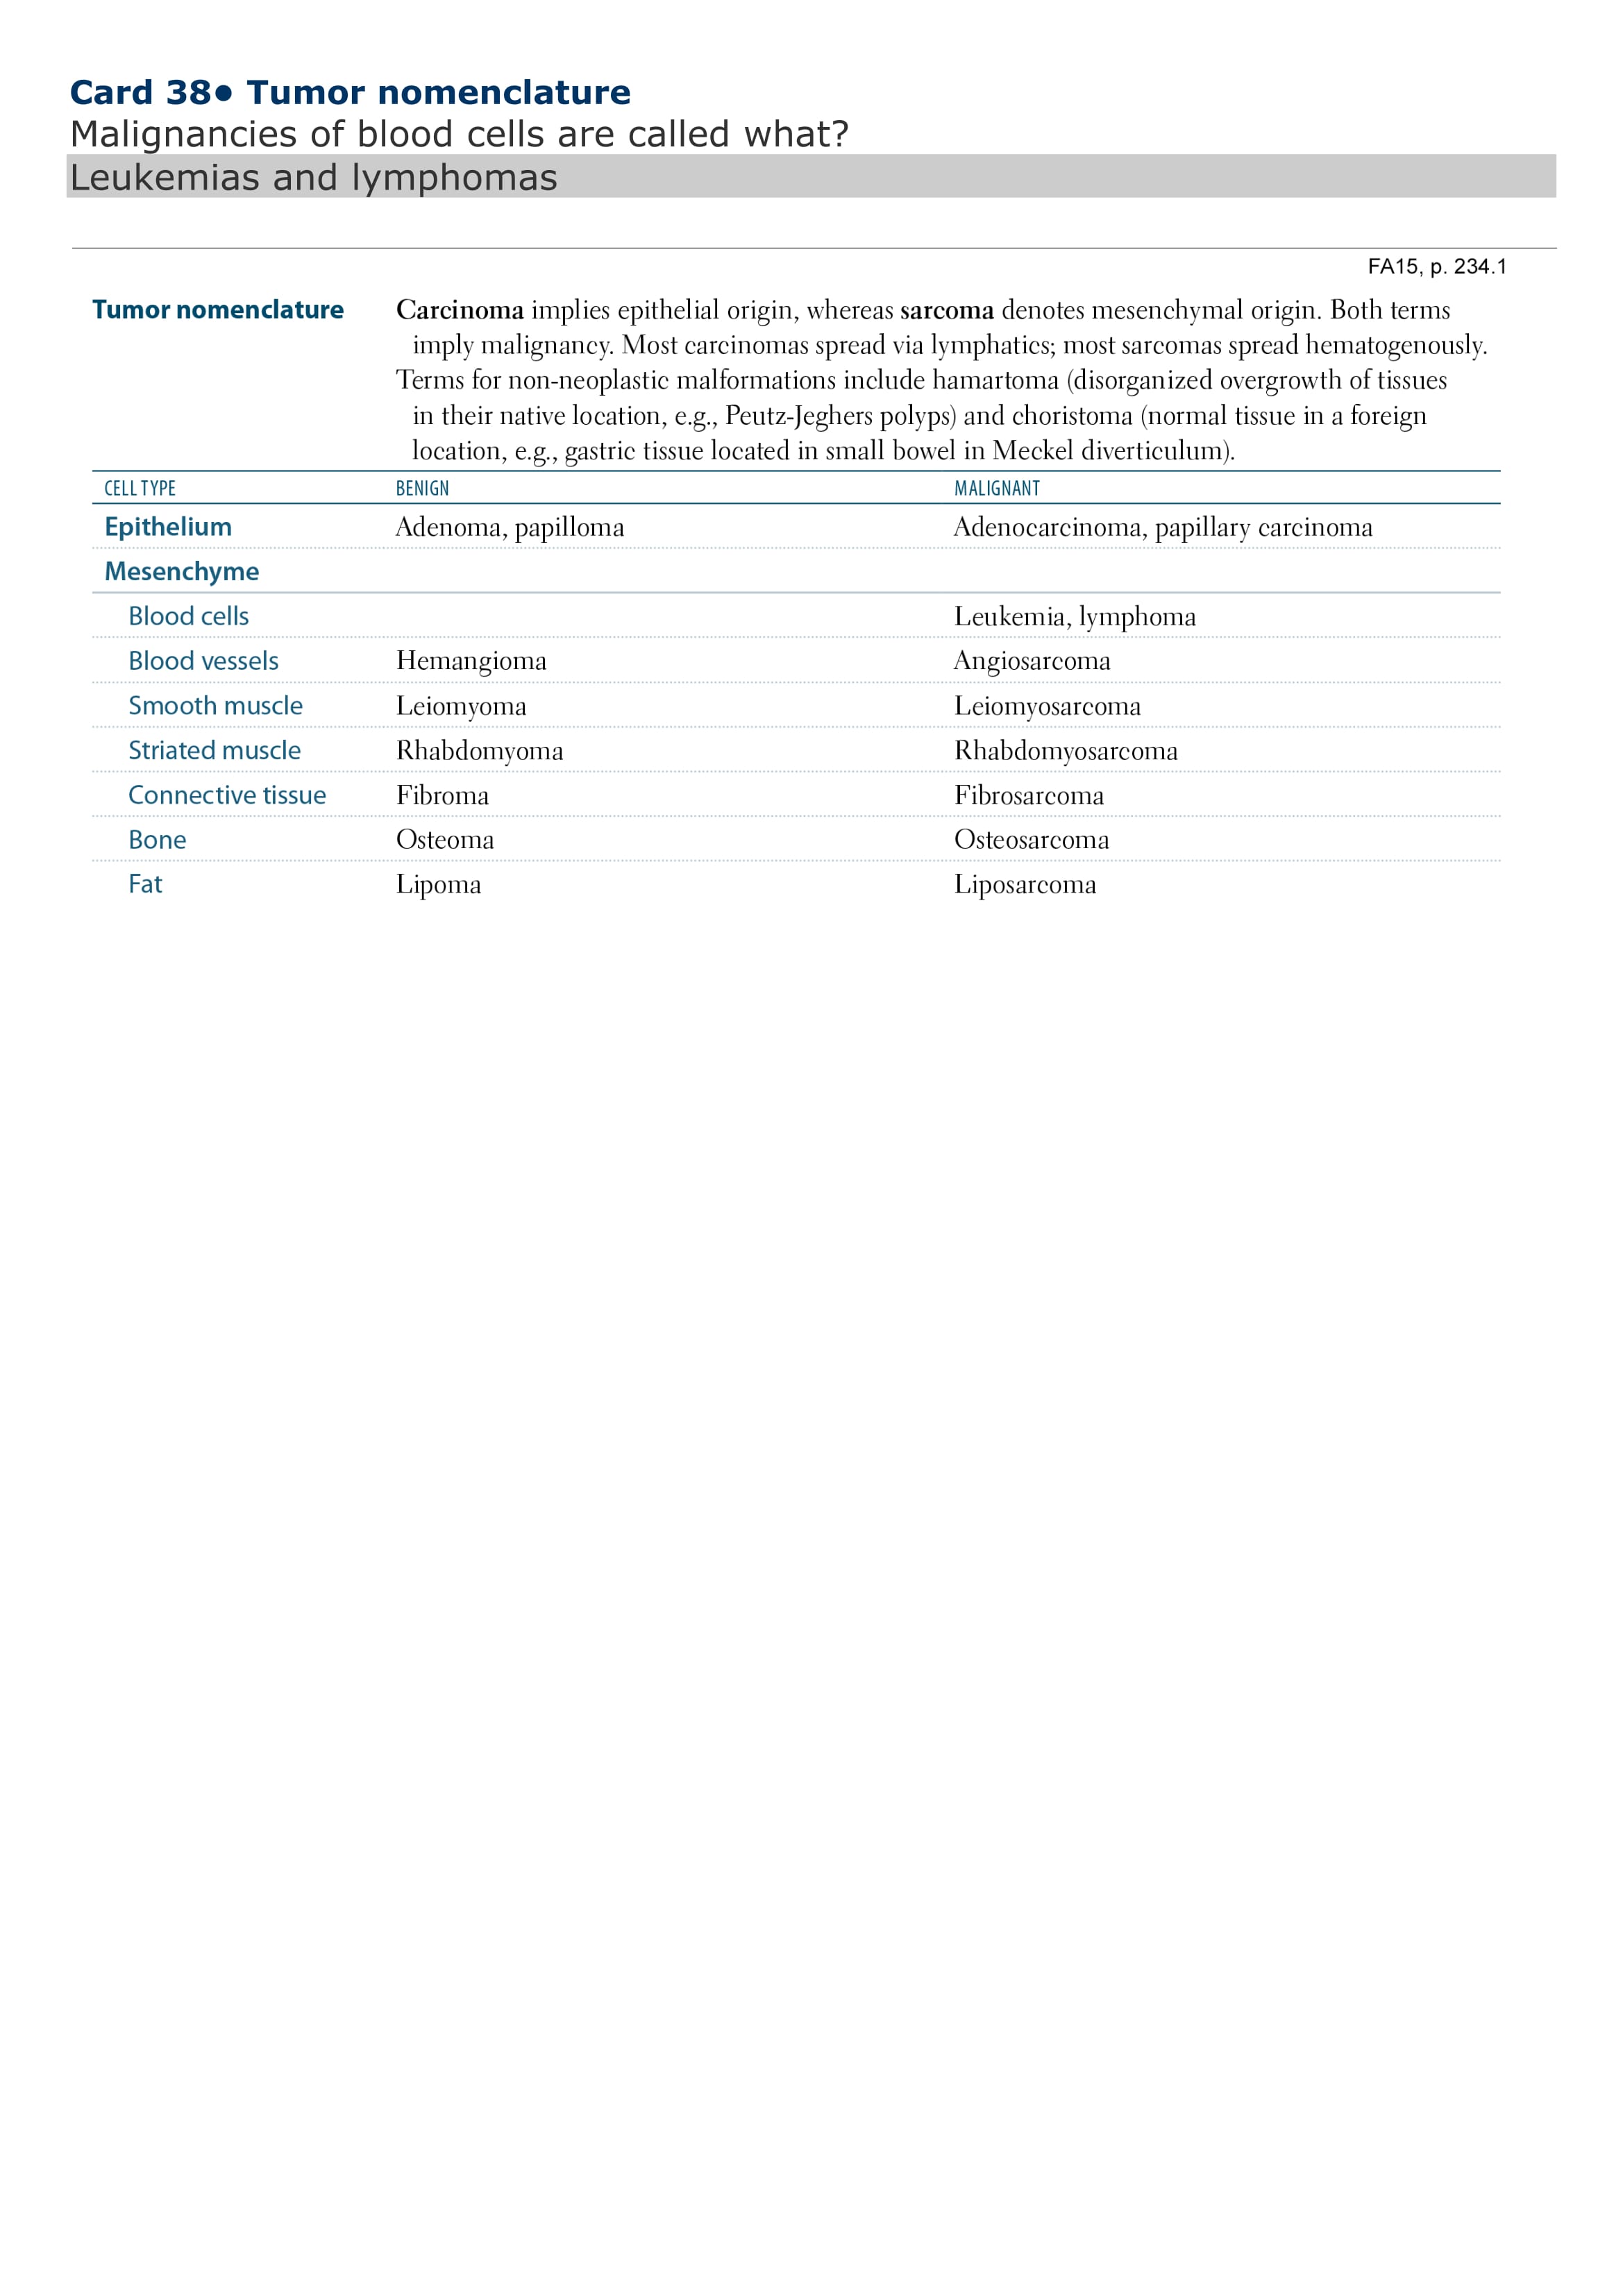 Card 38● Tumor nomenclature
Malignancies of blood cells are called what?
Leukemias and lymphomas
FA15, p. 234.1
Tumor nomenclature Carcinoma implies epithelial origin, whereas sarcoma denotes mesenchymal origin. Both terms
imply malignancy. Most carcinomas spread via lymphatics; most sarcomas spread hematogenously.
Terms for non-neoplastic malformations include hamartoma (disorganized overgrowth of tissues
in their native location, e.g., Peutz-Jeghers polyps) and choristoma (normal tissue in a foreign
location, e.g., gastric tissue located in small bowel in Meckel diverticulum).
CELL TYPE BENIGN MALIGNANT
Epithelium Adenoma, papilloma Adenocarcinoma, papillary carcinoma
Mesenchyme
Blood cells Leukemia, lymphoma
Blood vessels Hemangioma Angiosarcoma
Smooth muscle Leiomyoma Leiomyosarcoma
Striated muscle Rhabdomyoma Rhabdomyosarcoma
Connective tissue Fibroma Fibrosarcoma
Bone Osteoma Osteosarcoma
Fat Lipoma Liposarcoma